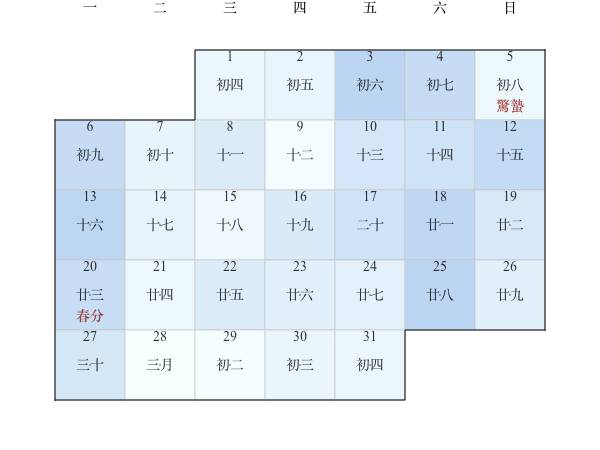 一 二 三 四 五 六 日
1 2 3 4 5
初四 初五 初六 初七 初八
驚蟄
6 7 8 9 10 11 12
初九 初十 十一 十二 十三 十四 十五
13 14 15 16 17 18 19
十六 十七 十八 十九 二十 廿一 廿二
20 21 22 23 24 25 26
廿三 廿四 廿五 廿六 廿七 廿八 廿九
春分
27 28 29 30 31
三十 三月 初二 初三 初四